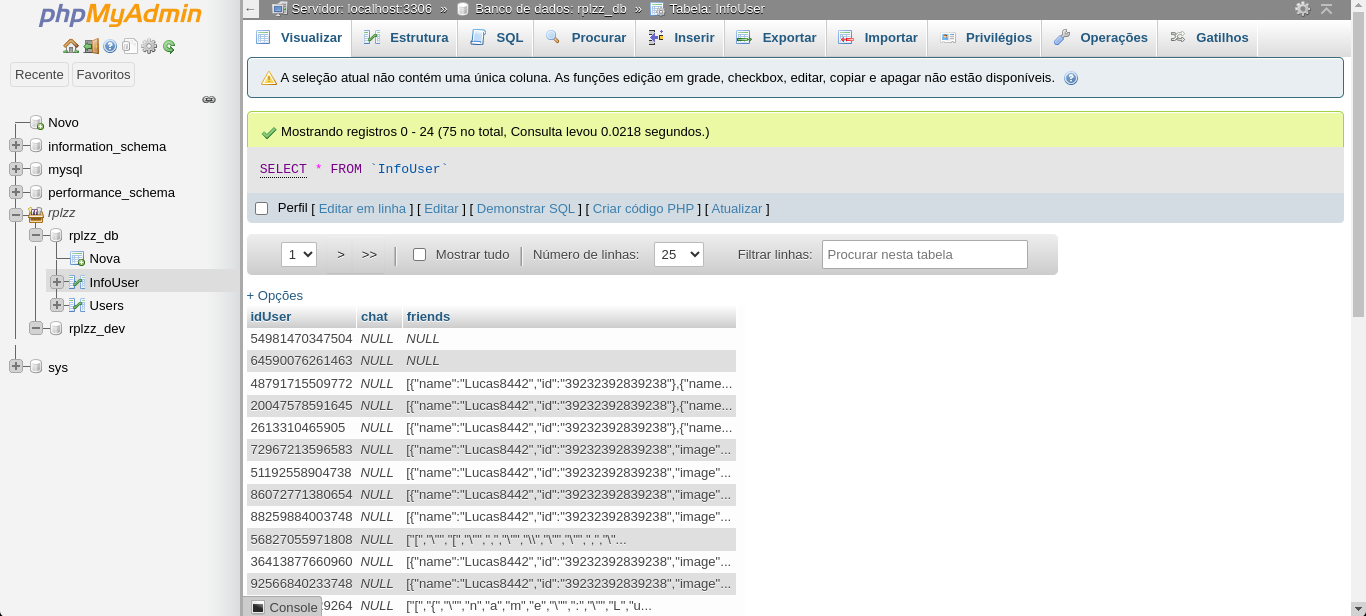 phpMyAdmin
Recente Favoritos
Novo
information_schema
mysql
performance_schema
rplzz
rplzz_db
Nova
InfoUser
Users
rplzz_dev
sys
← Servidor: localhost:3306 » Banco de dados: rplzz_db » Tabela: InfoUser
Visualizar Estrutura SQL Procurar Inserir Exportar Importar Privilégios Operações Gatilhos
A seleção atual não contém uma única coluna. As funções edição em grade, checkbox, editar, copiar e apagar não estão disponíveis.
Mostrando registros 0 - 24 (75 no total, Consulta levou 0.0218 segundos.)
SELECT * FROM `InfoUser`
Perfil [ Editar em linha ] [ Editar ] [ Demonstrar SQL ] [ Criar código PHP ] [ Atualizar ]
1 > >> | Mostrar tudo | Número de linhas: 25 Filtrar linhas: Procurar nesta tabela
+ Opções
idUser chat friends
54981470347504 NULL NULL
64590076261463 NULL NULL
48791715509772 NULL [{"name":"Lucas8442","id":"39232392839238"},{"name...
20047578591645 NULL [{"name":"Lucas8442","id":"39232392839238"},{"name...
2613310465905 NULL [{"name":"Lucas8442","id":"39232392839238"},{"name...
72967213596583 NULL [{"name":"Lucas8442","id":"39232392839238","image"...
51192558904738 NULL [{"name":"Lucas8442","id":"39232392839238","image"...
86072771380654 NULL [{"name":"Lucas8442","id":"39232392839238","image"...
88259884003748 NULL [{"name":"Lucas8442","id":"39232392839238","image"...
56827055971808 NULL ["[","\"","[","\"",",","\"","\\","\"","\"",",","\"...
36413877660960 NULL [{"name":"Lucas8442","id":"39232392839238","image"...
92566840233748 NULL [{"name":"Lucas8442","id":"39232392839238","image"...
Console 29264 NULL ["[","{","\"","n","a","m","e","\"",":","\"","L","u...